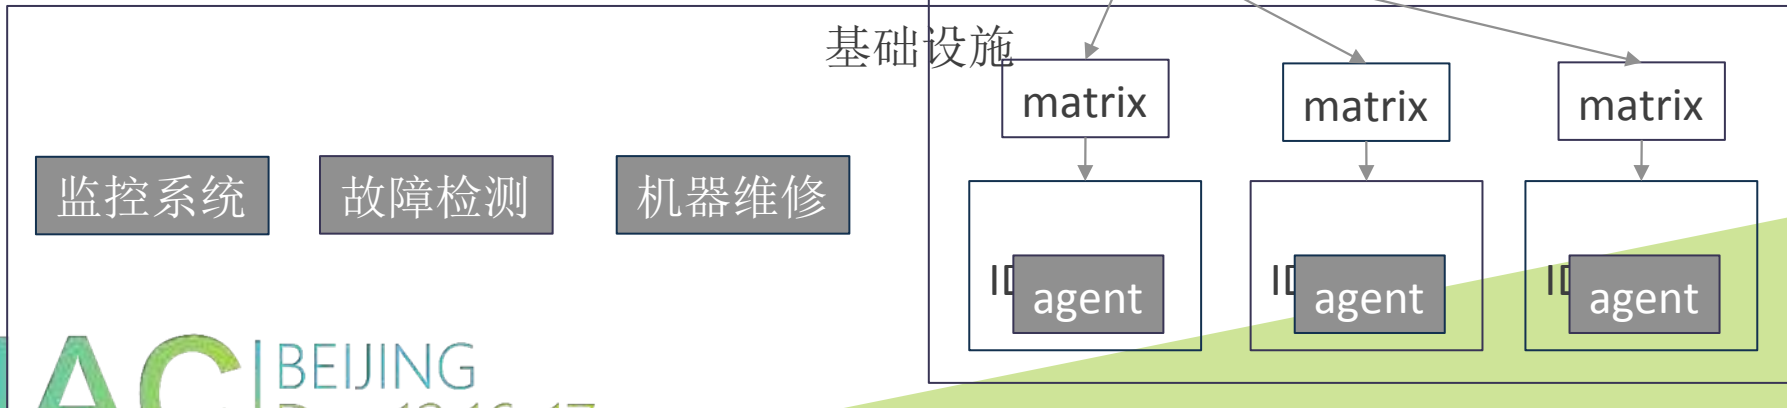 基础设施
matrix
matrix
matrix
监控系统
故障检测
机器维修
agent
agent
agent
BEIJING